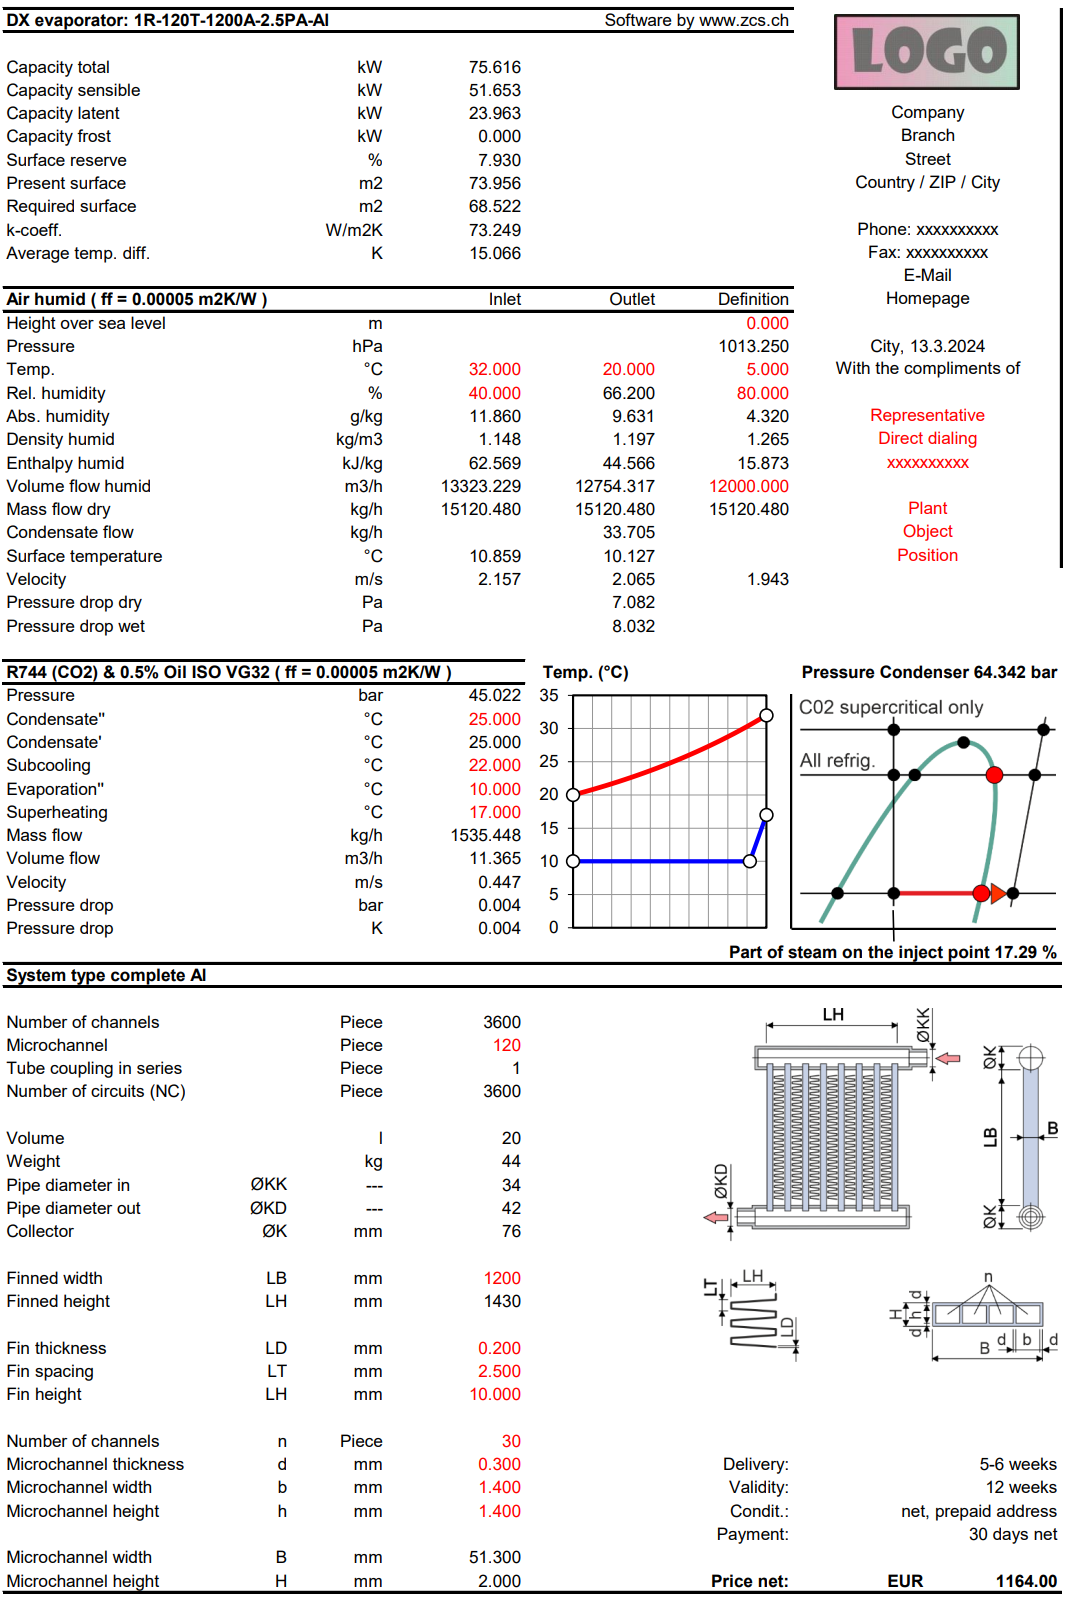 DX evaporator: 1R-120T-1200A-2.5PA-Al Software by www.zcs.ch
LOGO
Capacity total kW 75.616
Capacity sensible kW 51.653
Capacity latent kW 23.963
Capacity frost kW 0.000
Surface reserve % 7.930
Present surface m2 73.956
Required surface m2 68.522
k-coeff. W/m2K 73.249
Average temp. diff. K 15.066
Company
Branch
Street
Country / ZIP / City
Phone: xxxxxxxxxx
Fax: xxxxxxxxxx
E-Mail
Homepage
City, 13.3.2024
With the compliments of
Representative
Direct dialing
xxxxxxxxxx
Plant
Object
Position
Air humid ( ff = 0.00005 m2K/W ) Inlet Outlet Definition
Height over sea level m 0.000
Pressure hPa 1013.250
Temp. °C 32.000 20.000 5.000
Rel. humidity % 40.000 66.200 80.000
Abs. humidity g/kg 11.860 9.631 4.320
Density humid kg/m3 1.148 1.197 1.265
Enthalpy humid kJ/kg 62.569 44.566 15.873
Volume flow humid m3/h 13323.229 12754.317 12000.000
Mass flow dry kg/h 15120.480 15120.480 15120.480
Condensate flow kg/h 33.705
Surface temperature °C 10.859 10.127
Velocity m/s 2.157 2.065 1.943
Pressure drop dry Pa 7.082
Pressure drop wet Pa 8.032
R744 (CO2) & 0.5% Oil ISO VG32 ( ff = 0.00005 m2K/W )
Pressure bar 45.022
Condensate" °C 25.000
Condensate' °C 25.000
Subcooling °C 22.000
Evaporation" °C 10.000
Superheating °C 17.000
Mass flow kg/h 1535.448
Volume flow m3/h 11.365
Velocity m/s 0.447
Pressure drop bar 0.004
Pressure drop K 0.004
Temp. (°C)
35
30
25
20
15
10
5
0
Pressure Condenser 64.342 bar
C02 supercritical only
All refrig.
Part of steam on the inject point 17.29 %
System type complete Al
Number of channels Piece 3600
Microchannel Piece 120
Tube coupling in series Piece 1
Number of circuits (NC) Piece 3600
Volume l 20
Weight kg 44
Pipe diameter in ØKK --- 34
Pipe diameter out ØKD --- 42
Collector ØK mm 76
Finned width LB mm 1200
Finned height LH mm 1430
Fin thickness LD mm 0.200
Fin spacing LT mm 2.500
Fin height LH mm 10.000
Number of channels n Piece 30
Microchannel thickness d mm 0.300
Microchannel width b mm 1.400
Microchannel height h mm 1.400
Microchannel width B mm 51.300
Microchannel height H mm 2.000
LH
ØKK
ØKD
ØK
LB
B
ØK
LT
LH
LD
n
H
d
h
d
B
d b d
Delivery: 5-6 weeks
Validity: 12 weeks
Condit.: net, prepaid address
Payment: 30 days net
Price net: EUR 1164.00